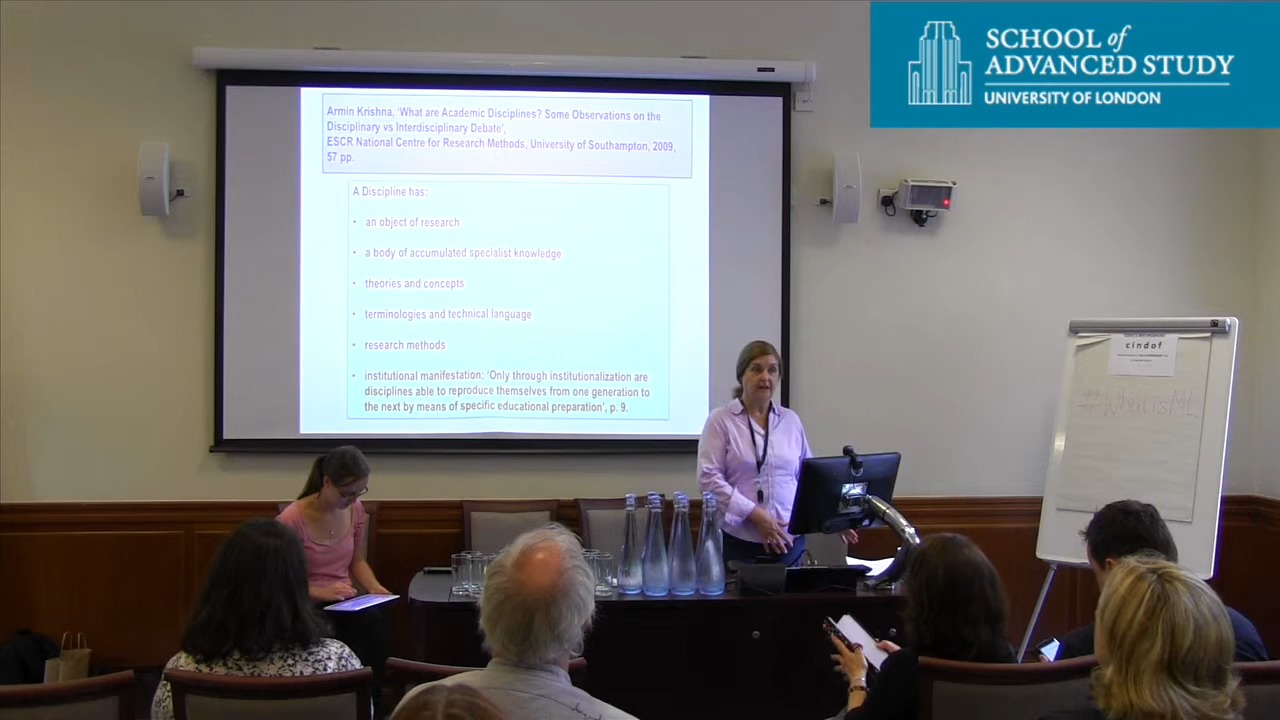 SCHOOL of
ADVANCED STUDY
UNIVERSITY OF LONDON
Armin Krishna, 'What are Academic Disciplines? Some Observations on the
Disciplinary vs Interdisciplinary Debate',
ESCR National Centre for Research Methods, University of Southampton, 2009,
57 pp.
A Discipline has:
• an object of research
• a body of accumulated specialist knowledge
• theories and concepts
• terminologies and technical language
• research methods
• institutional manifestation: 'Only through institutionalization are
disciplines able to reproduce themselves from one generation to
the next by means of specific educational preparation', p. 9.
cindof